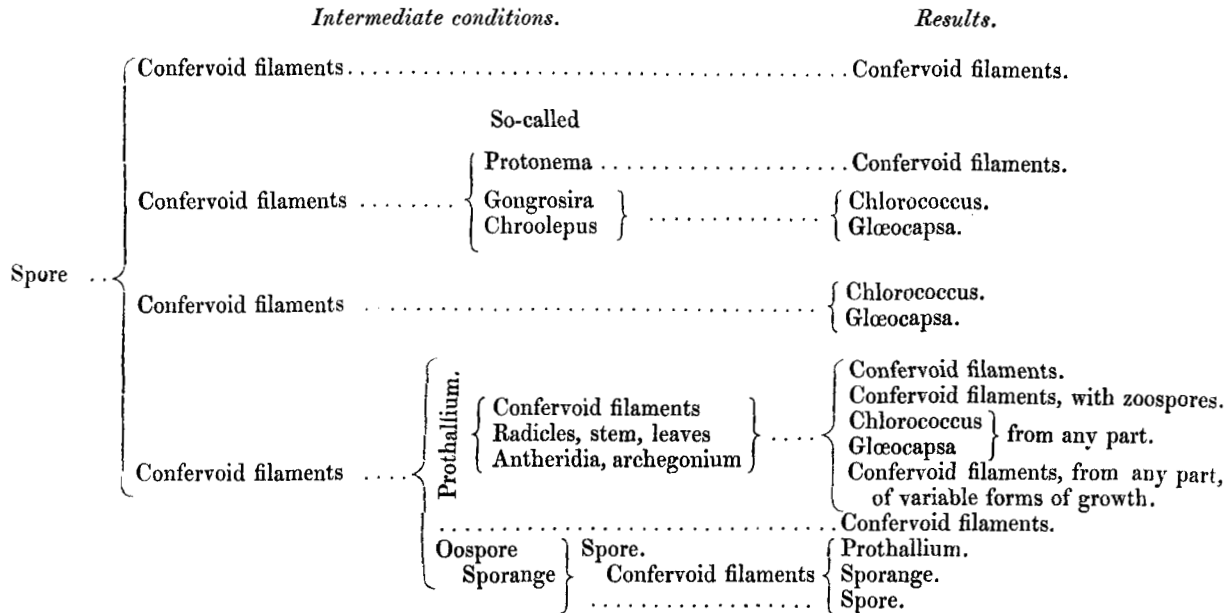 Intermediate conditions. Results.
Confervoid filaments . . . . . . . . . . . . . . . . . . . . . . . . . . . . . . . . . Confervoid filaments.
So-called
Protonema . . . . . . . . . . . . . . . . Confervoid filaments.
Confervoid filaments . . . . . . . .
Gongrosira
Chroolepus
. . . . . . . . . . . . .
Chlorococcus.
Glœocapsa.
Spore . . .
Confervoid filaments . . . . . . . . . . . . . . . . . . . . . . . . . . . . . .
Chlorococcus.
Glœocapsa.
Confervoid filaments . . . .
Prothallium.
Confervoid filaments
Radicles, stem, leaves
Antheridia, archegonium
. . . .
Confervoid filaments.
Confervoid filaments, with zoospores.
Chlorococcus
Glœocapsa
from any part.
Confervoid filaments, from any part,
of variable forms of growth.
. . . . . . . . . . . . . . . . . . . . . . . . . . . . . Confervoid filaments.
Oospore
Sporange
Spore.
Confervoid filaments
. . . . . . . . . . . . . . . . .
Prothallium.
Sporange.
Spore.